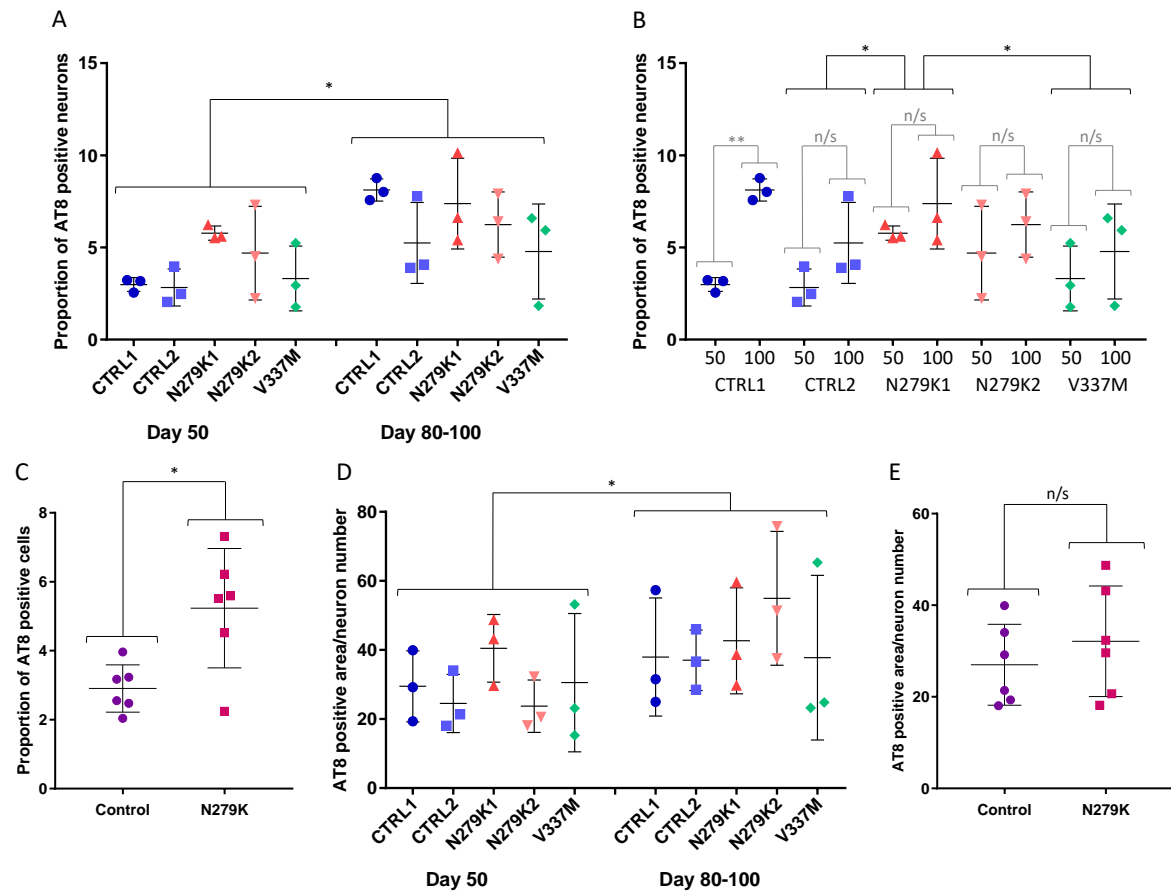 A
Proportion of AT8 positive neurons
15
10
5
0
*
CTRL1
CTRL2
N279K1
N279K2
V337M
CTRL1
CTRL2
N279K1
N279K2
V337M
Day 50
Day 80-100
B
Proportion of AT8 positive neurons
15
10
5
0
*
*
**
n/s
n/s
n/s
n/s
50 100 50 100 50 100 50 100 50 100
CTRL1 CTRL2 N279K1 N279K2 V337M
C
Proportion of AT8 positive cells
8
6
4
2
0
*
Control N279K
D
AT8 positive area/neuron number
80
60
40
20
0
*
CTRL1
CTRL2
N279K1
N279K2
V337M
CTRL1
CTRL2
N279K1
N279K2
V337M
Day 50
Day 80-100
E
AT8 positive area/neuron number
60
40
20
0
n/s
Control N279K